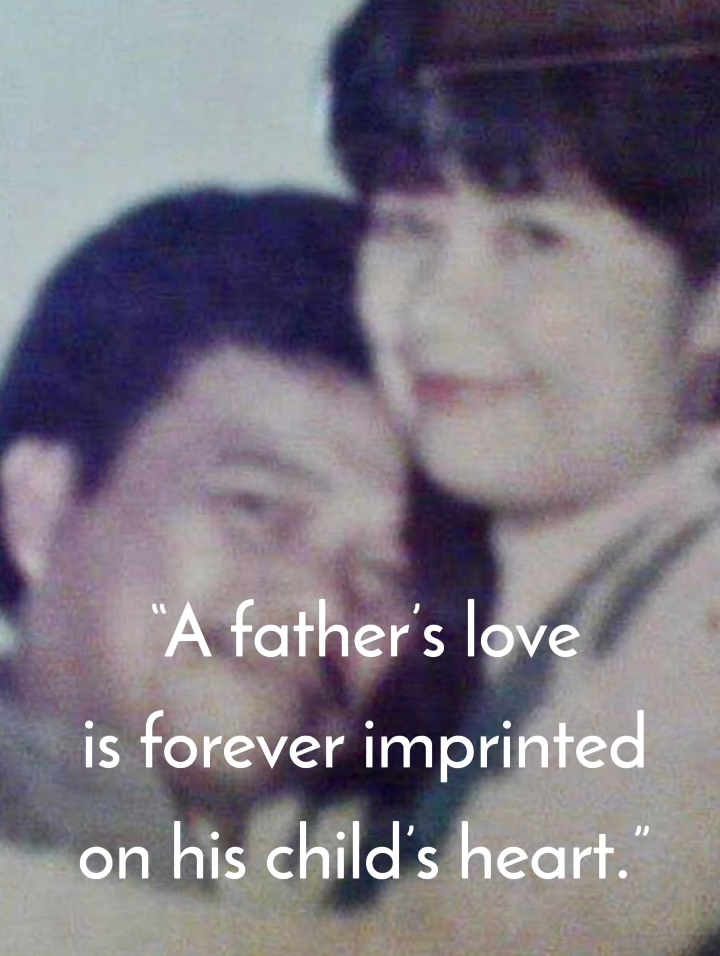 “A father’s love
is forever imprinted
on his child’s heart.”